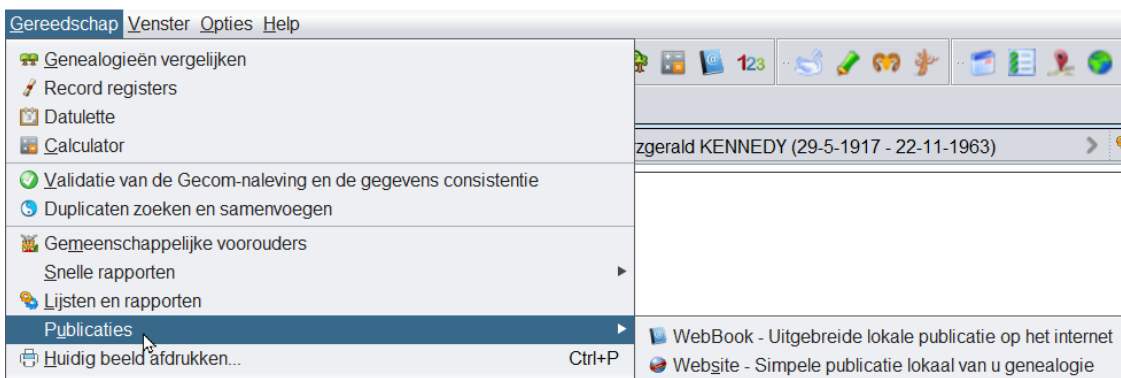 Gereedschap Venster Opties Help
Genealogieën vergelijken
Record registers
Datulette
Calculator
123
zgerald KENNEDY (29-5-1917 - 22-11-1963)
Validatie van de Gecom-naleving en de gegevens consistentie
Duplicaten zoeken en samenvoegen
Gemeenschappelijke voorouders
Snelle rapporten
Lijsten en rapporten
Publicaties
Huidig beeld afdrukken... Ctrl+P
WebBook - Uitgebreide lokale publicatie op het internet
Website - Simpele publicatie lokaal van u genealogie